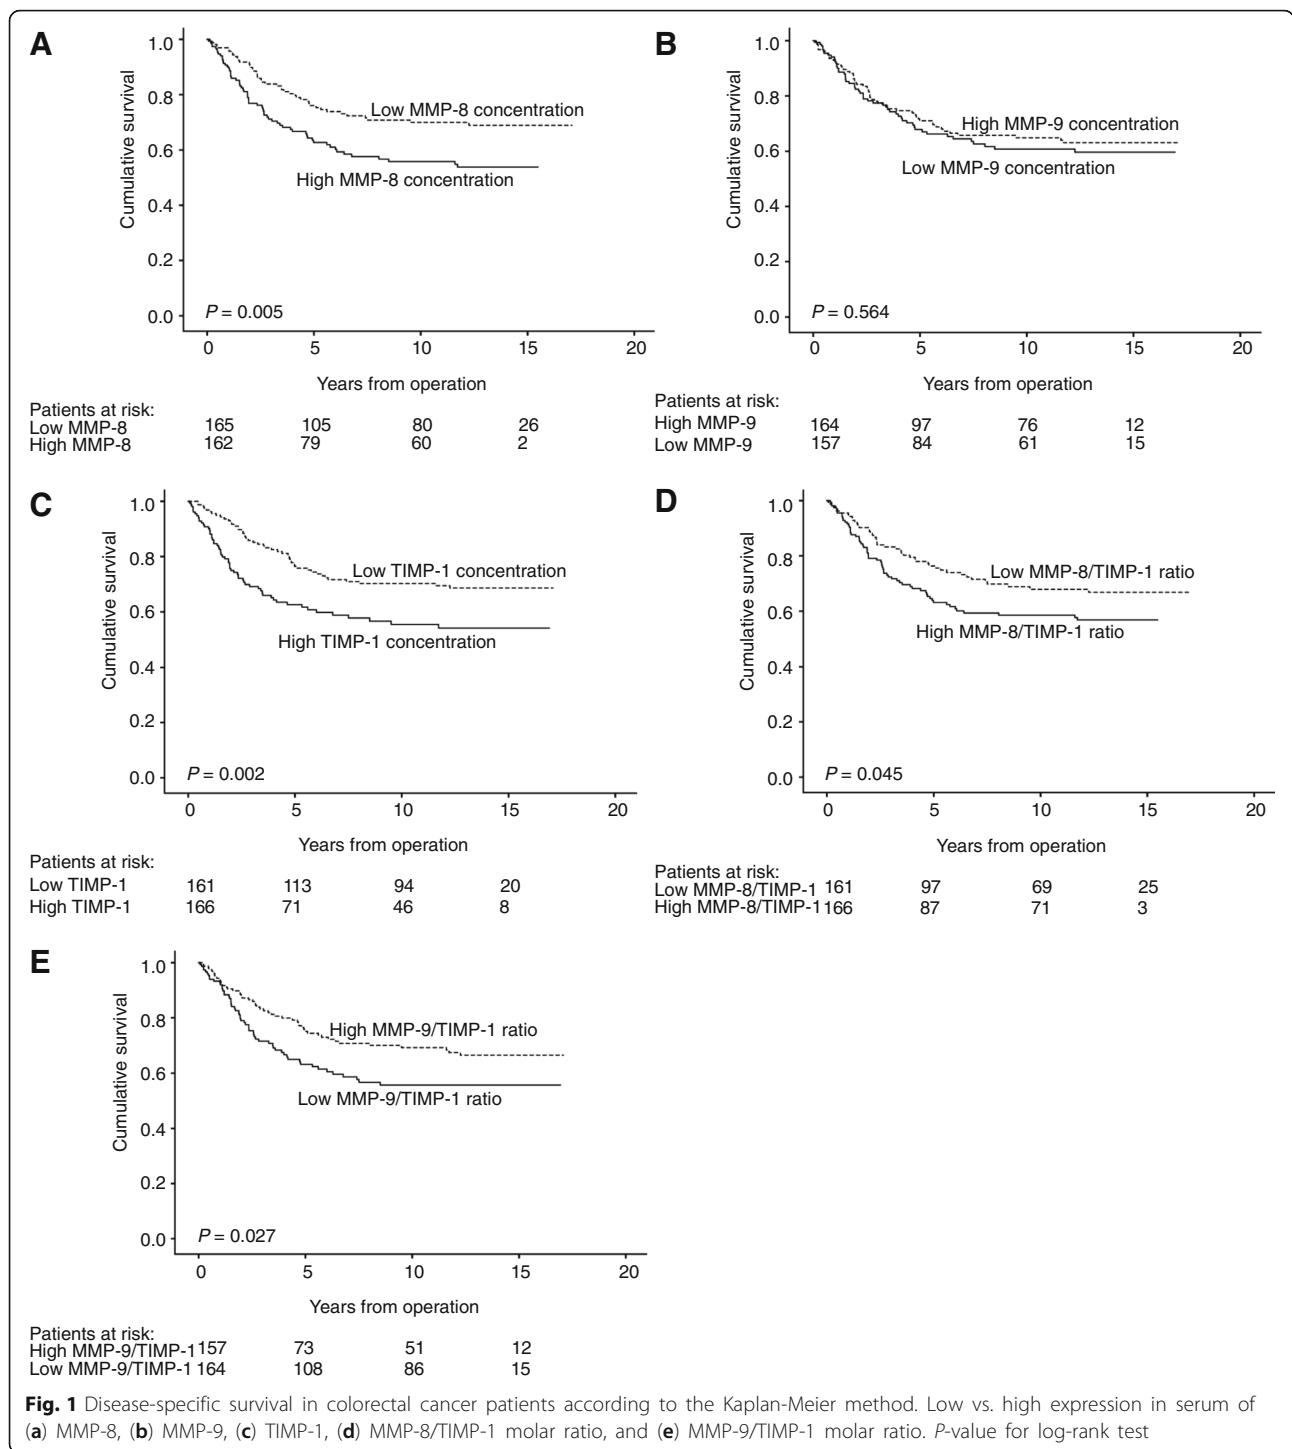 A
1.0
0.8
0.6
0.4
0.2
0.0
Cumulative survival
Low MMP-8 concentration
High MMP-8 concentration
P = 0.005
0 5 10 15 20
Years from operation
Patients at risk:
Low MMP-8 165 105 80 26
High MMP-8 162 79 60 2
B
1.0
0.8
0.6
0.4
0.2
0.0
Cumulative survival
High MMP-9 concentration
Low MMP-9 concentration
P = 0.564
0 5 10 15 20
Years from operation
Patients at risk:
High MMP-9 164 97 76 12
Low MMP-9 157 84 61 15
C
1.0
0.8
0.6
0.4
0.2
0.0
Cumulative survival
Low TIMP-1 concentration
High TIMP-1 concentration
P = 0.002
0 5 10 15 20
Years from operation
Patients at risk:
Low TIMP-1 161 113 94 20
High TIMP-1 166 71 46 8
D
1.0
0.8
0.6
0.4
0.2
0.0
Cumulative survival
Low MMP-8/TIMP-1 ratio
High MMP-8/TIMP-1 ratio
P = 0.045
0 5 10 15 20
Years from operation
Patients at risk:
Low MMP-8/TIMP-1 161 97 69 25
High MMP-8/TIMP-1 166 87 71 3
E
1.0
0.8
0.6
0.4
0.2
0.0
Cumulative survival
High MMP-9/TIMP-1 ratio
Low MMP-9/TIMP-1 ratio
P = 0.027
0 5 10 15 20
Years from operation
Patients at risk:
High MMP-9/TIMP-1 157 73 51 12
Low MMP-9/TIMP-1 164 108 86 15
Fig. 1 Disease-specific survival in colorectal cancer patients according to the Kaplan-Meier method. Low vs. high expression in serum of
(a) MMP-8, (b) MMP-9, (c) TIMP-1, (d) MMP-8/TIMP-1 molar ratio, and (e) MMP-9/TIMP-1 molar ratio. P-value for log-rank test